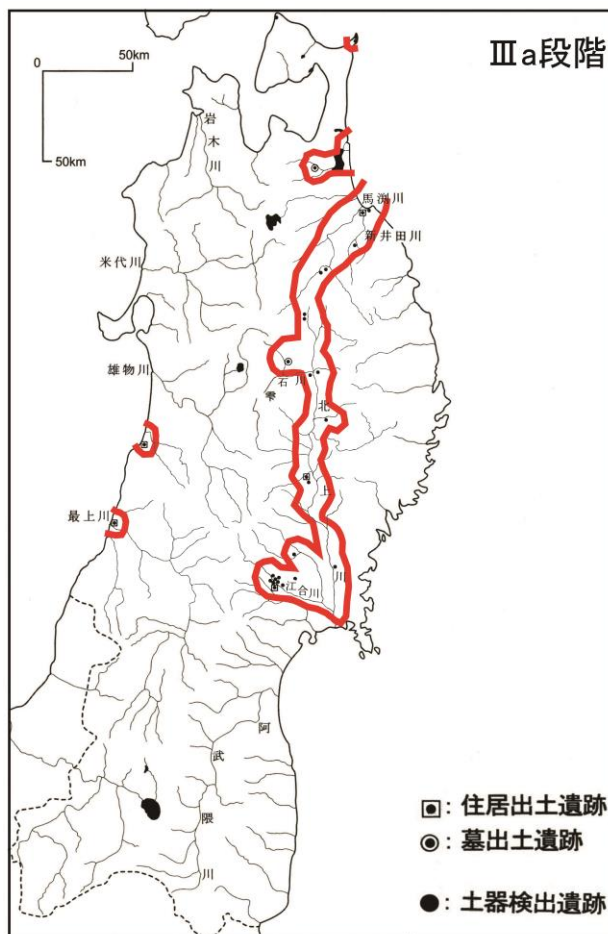 Ⅲa段階
0 50km
50km
岩木川
馬渕川
新井田川
米代川
雄物川
雫石川
北上川
最上川
江合川
阿武隈川
: 住居出土遺跡
: 墓出土遺跡
: 土器検出遺跡